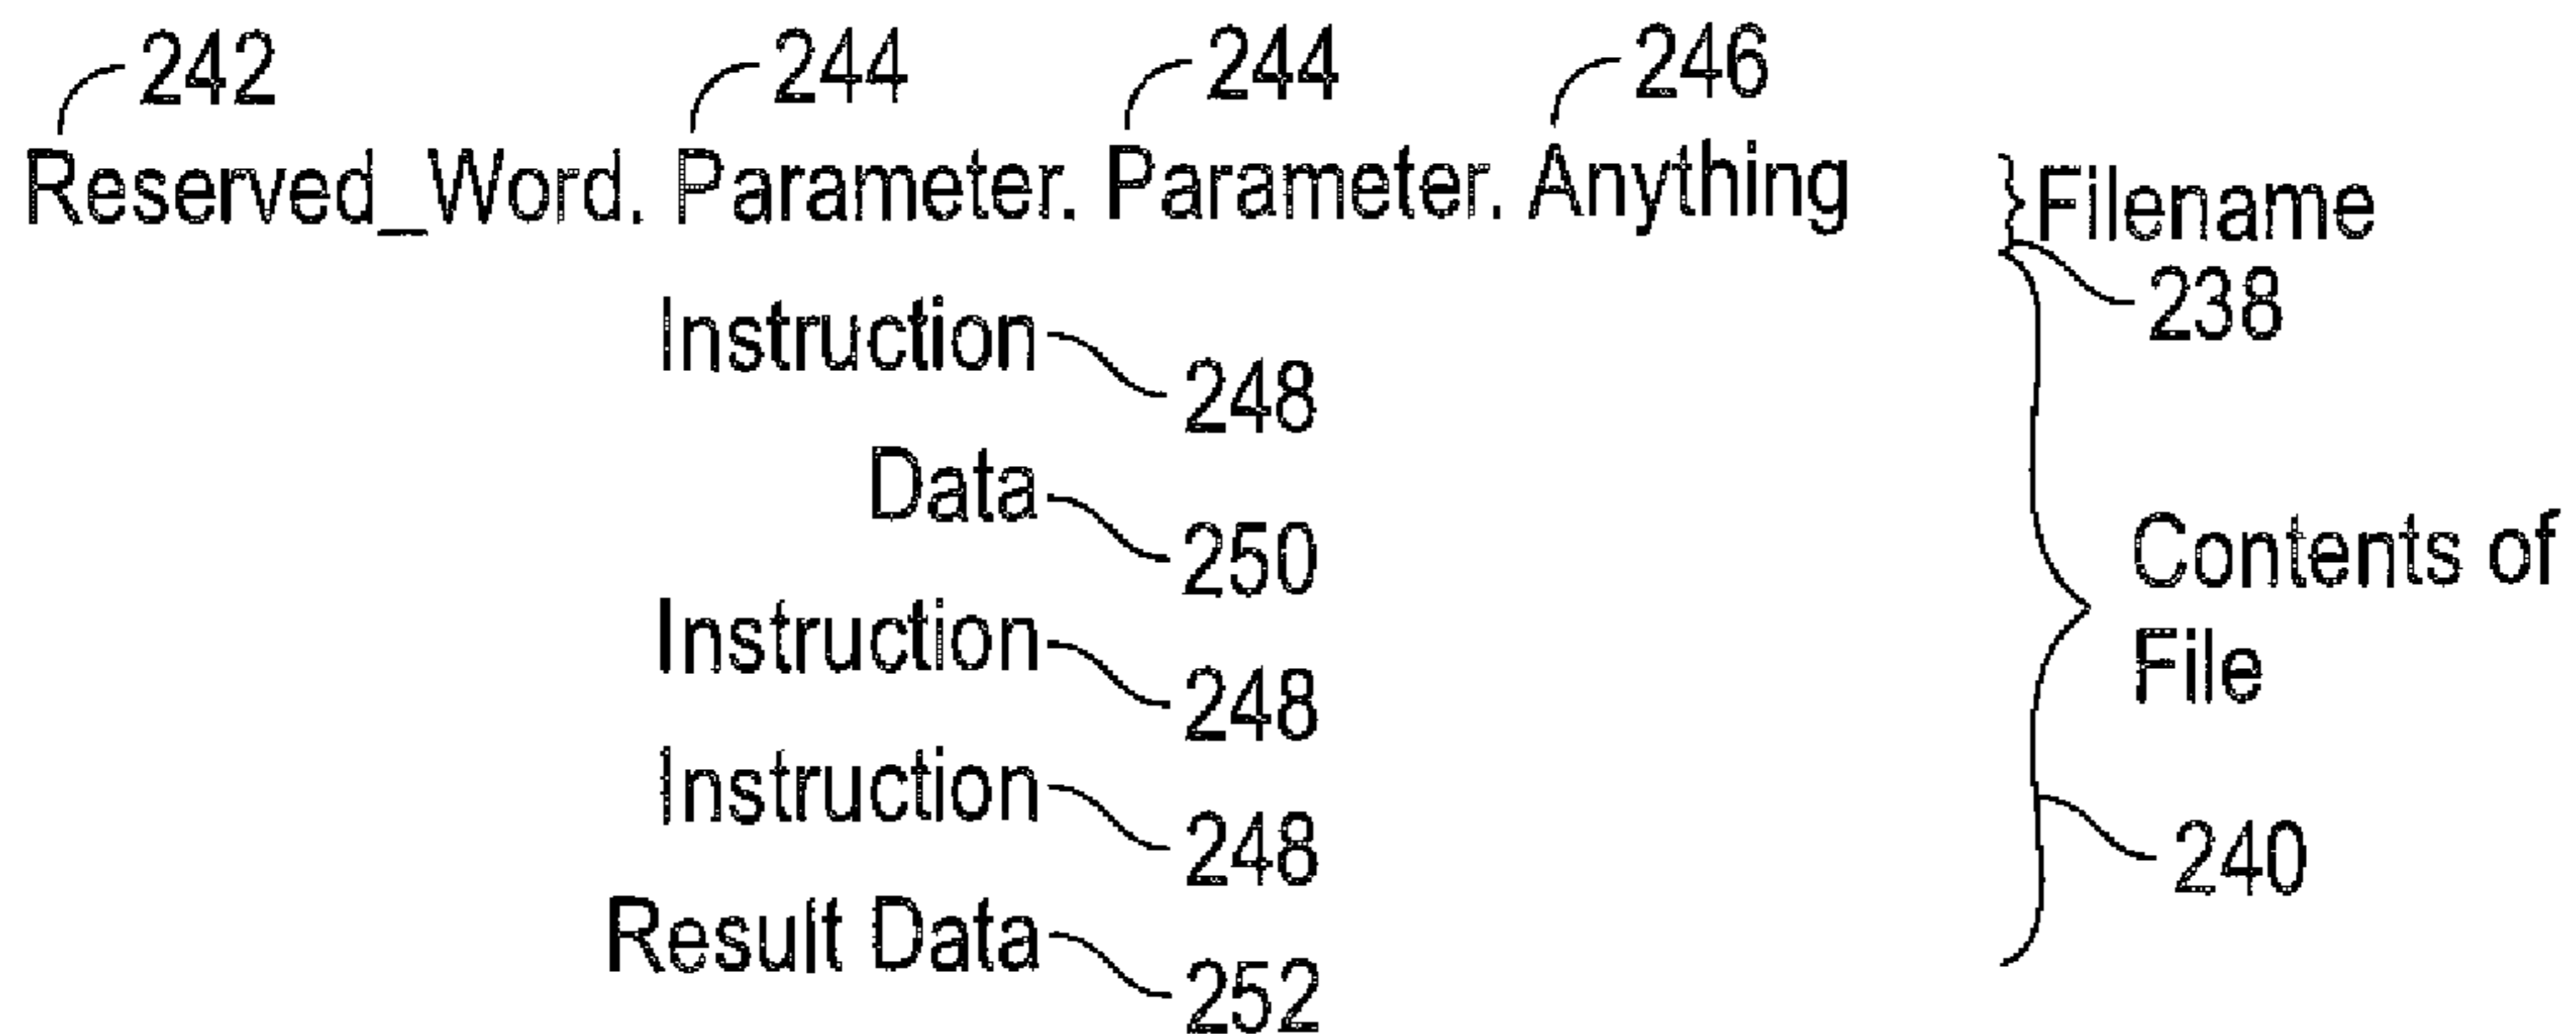 242 244 244 246
Reserved_Word. Parameter. Parameter. Anything Filename
238
Instruction
248
Data
250
Contents of
Instruction
File
248
Instruction
248
240
Result Data
252